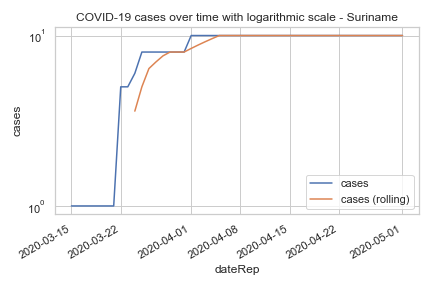 COVID-19 cases over time with logarithmic scale - Suriname
10¹
cases
10⁰
cases
cases (rolling)
2020-03-15
2020-03-22
2020-04-01
2020-04-08
2020-04-15
2020-04-22
2020-05-01
dateRep